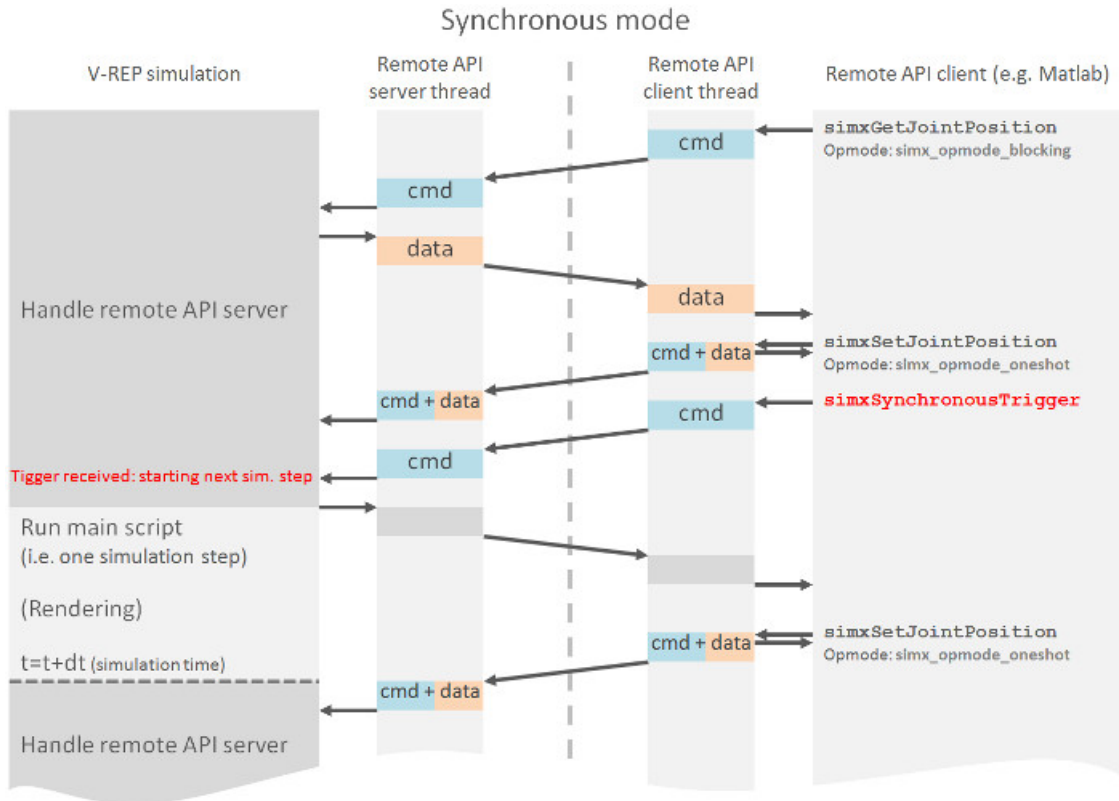 Synchronous mode
V-REP simulation
Remote API
server thread
Remote API
client thread
Remote API client (e.g. Matlab)
simxGetJointPosition
Opmode: simx_opmode_blocking
cmd
cmd
data
Handle remote API server
data
simxSetJointPosition
Opmode: simx_opmode_oneshot
cmd + data
cmd + data
simxSynchronousTrigger
cmd
cmd
Tigger received: starting next sim. step
Run main script
(i.e. one simulation step)
(Rendering)
simxSetJointPosition
Opmode: simx_opmode_oneshot
cmd + data
t=t+dt (simulation time)
cmd + data
Handle remote API server